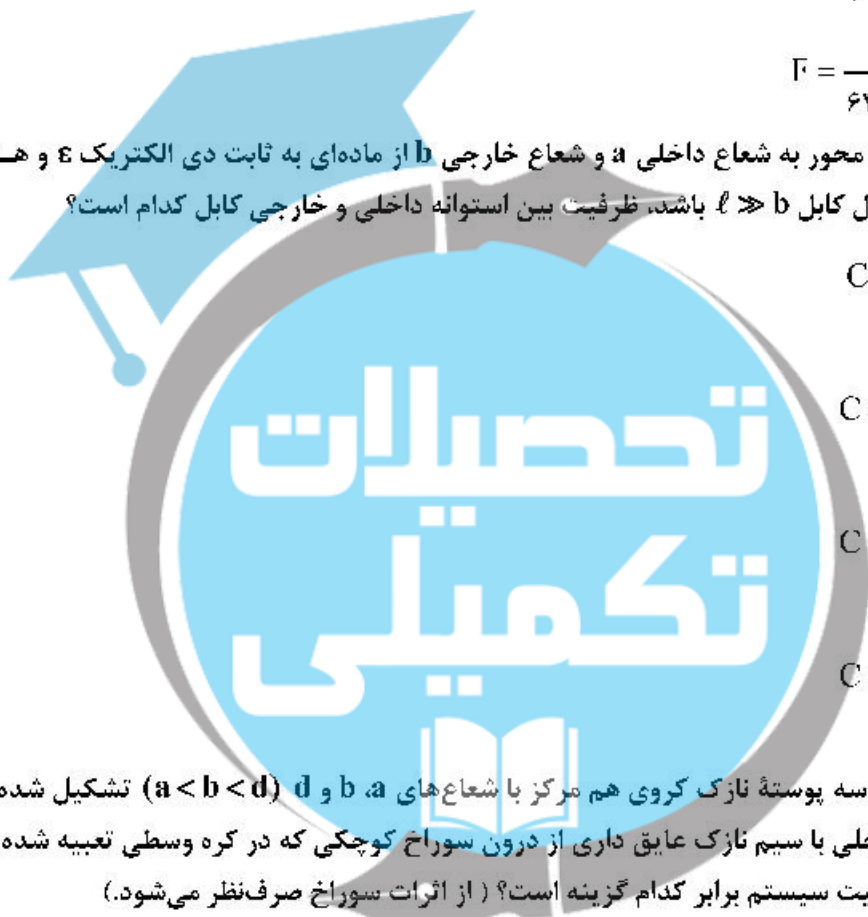 F =
محور به شعاع داخلی a و شعاع خارجی b از ماده‌ای به ثابت دی الکتریک ε و
کابل ℓ ≫ b باشد، ظرفیت بین استوانه داخلی و خارجی کابل کدام است؟
C
C
C
C
تحصیلات
تکمیلی
سه پوستهٔ نازک کروی هم مرکز با شعاع‌های a، b و d (a < b < d) تشکیل شده
با سیم نازک عایق داری از درون سوراخ کوچکی که در کره وسطی تعبیه شده
سیستم برابر کدام گزینه است؟ ( از اثرات سوراخ صرف‌نظر می‌شود.)